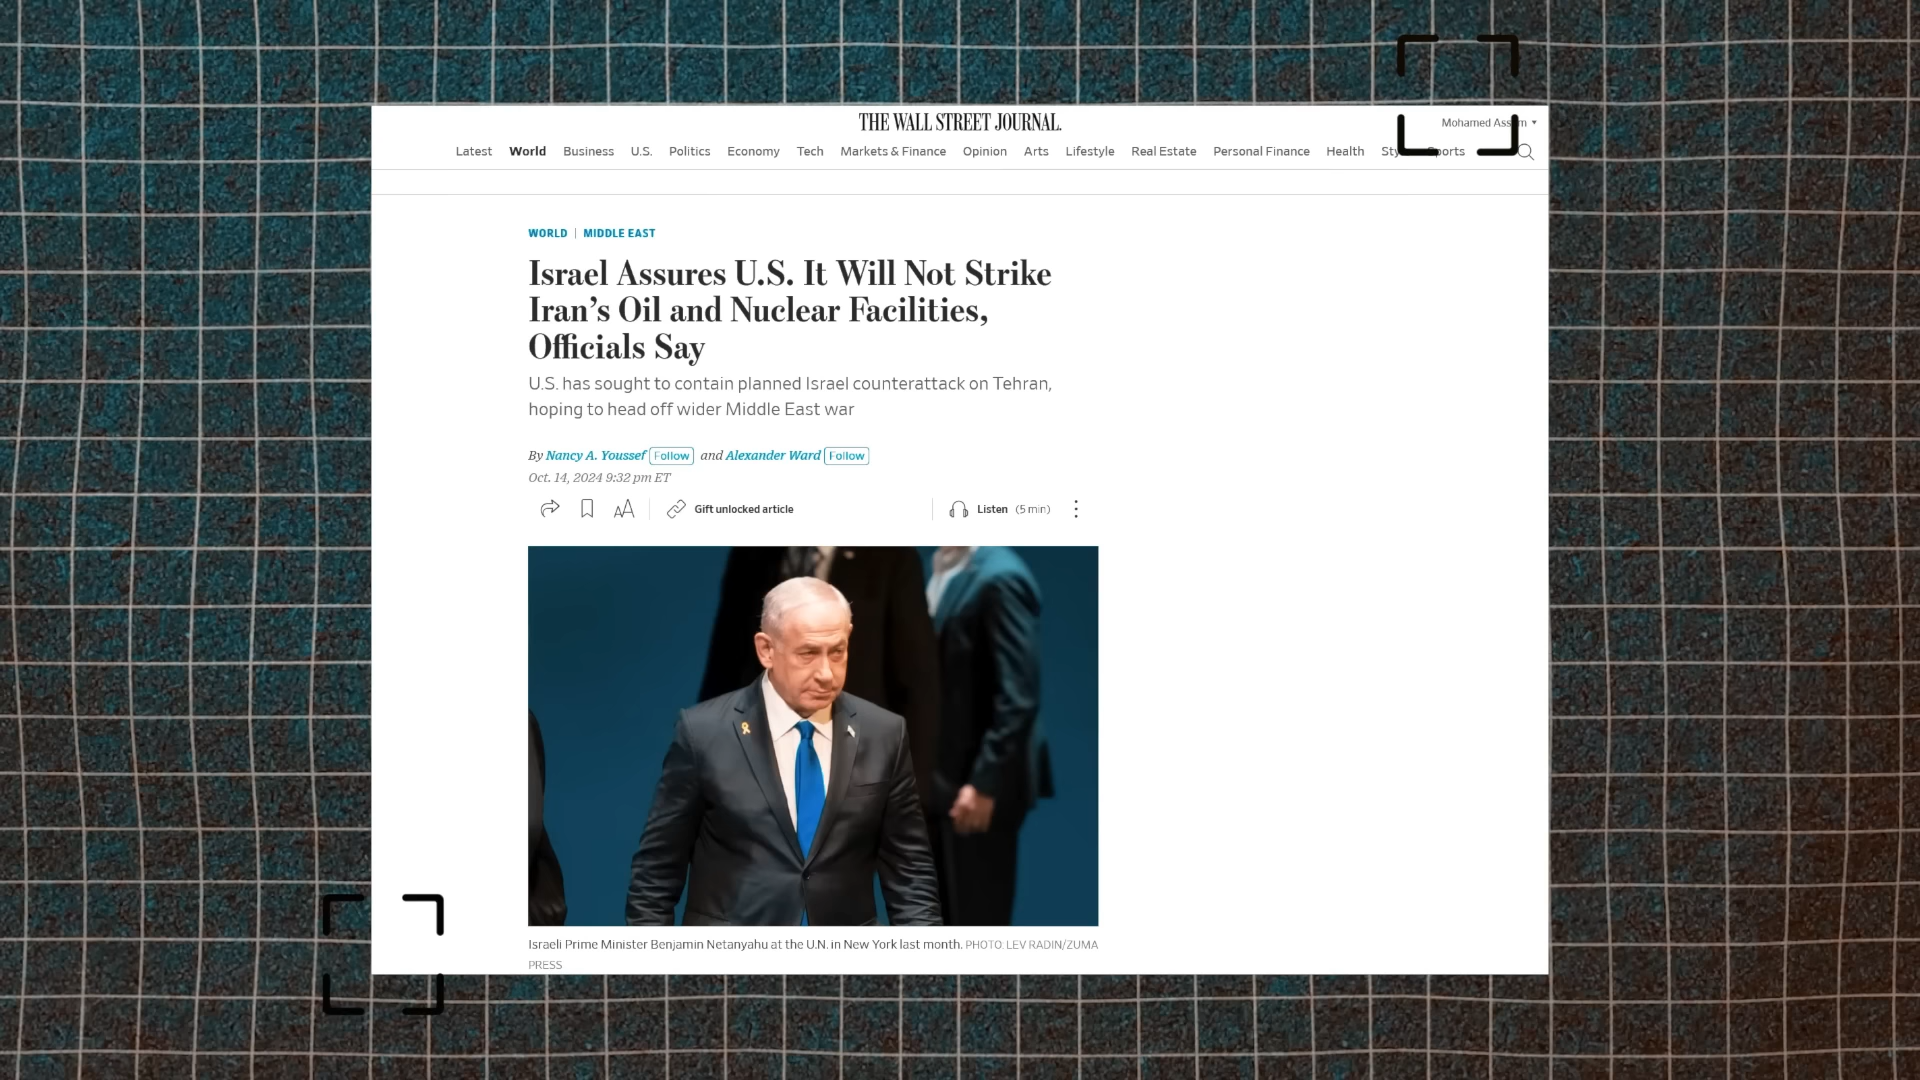 THE WALL STREET JOURNAL.
Mohamed
Latest World Business U.S. Politics Economy Tech Markets & Finance Opinion Arts Lifestyle Real Estate Personal Finance Health
WORLD | MIDDLE EAST
Israel Assures U.S. It Will Not Strike
Iran’s Oil and Nuclear Facilities,
Officials Say
U.S. has sought to contain planned Israel counterattack on Tehran,
hoping to head off wider Middle East war
By Nancy A. Youssef Follow and Alexander Ward Follow
Oct. 14, 2024 9:32 pm ET
AA Gift unlocked article Listen (5 min)
Israeli Prime Minister Benjamin Netanyahu at the U.N. in New York last month. PHOTO: LEV RADIN/ZUMA
PRESS